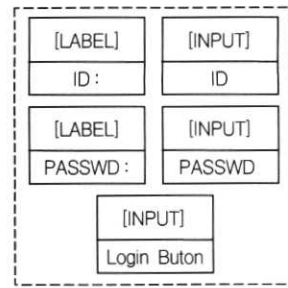 [LABEL] [INPUT]
ID : ID
[LABEL] [INPUT]
PASSWD : PASSWD
[INPUT]
Login Buton